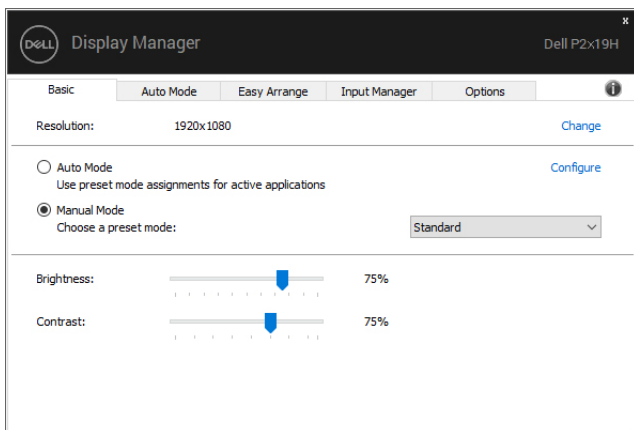 x
DELL Display Manager
Dell P2x19H
Basic Auto Mode Easy Arrange Input Manager Options i
Resolution: 1920x1080 Change
Auto Mode Configure
Use preset mode assignments for active applications
Manual Mode
Choose a preset mode: Standard
Brightness: 75%
Contrast: 75%